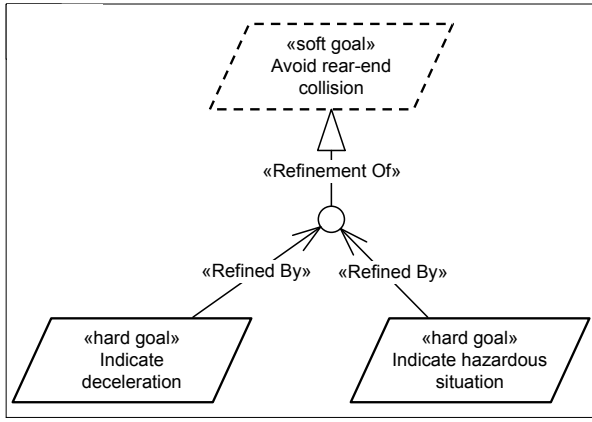 «soft goal»
Avoid rear-end
collision
«Refinement Of»
«Refined By»
«Refined By»
«hard goal»
Indicate
deceleration
«hard goal»
Indicate hazardous
situation